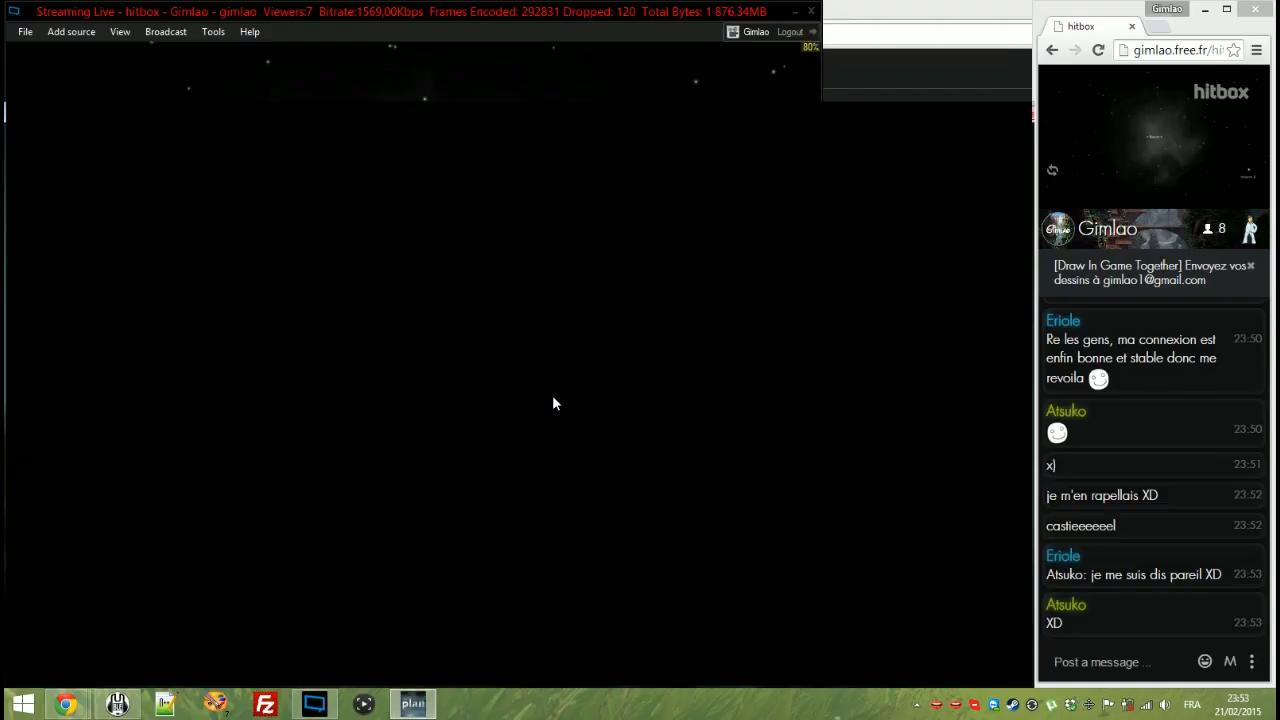 Streaming Live - hitbox - Gimlao - gimlao Viewers:7 Bitrate:1569,00Kbps Frames Encoded: 292831 Dropped: 120 Total Bytes: 1 876,34MB
File Add source View Broadcast Tools Help Gimlao Logout
80%
Gimlao
hitbox
gimlao.free.fr/hi
hitbox
Gimlao 8
[Draw In Game Together] Envoyez vos
dessins à gimlao1@gmail.com
Eriole
Re les gens, ma connexion est 23:50
enfin bonne et stable donc me
revoila
Atsuko
23:50
x) 23:51
je m'en rapellais XD 23:52
castieeeeeel 23:52
Eriole
Atsuko: je me suis dis pareil XD 23:53
Atsuko
XD 23:53
Post a message ... M
plan
FRA
23:53
21/02/2015